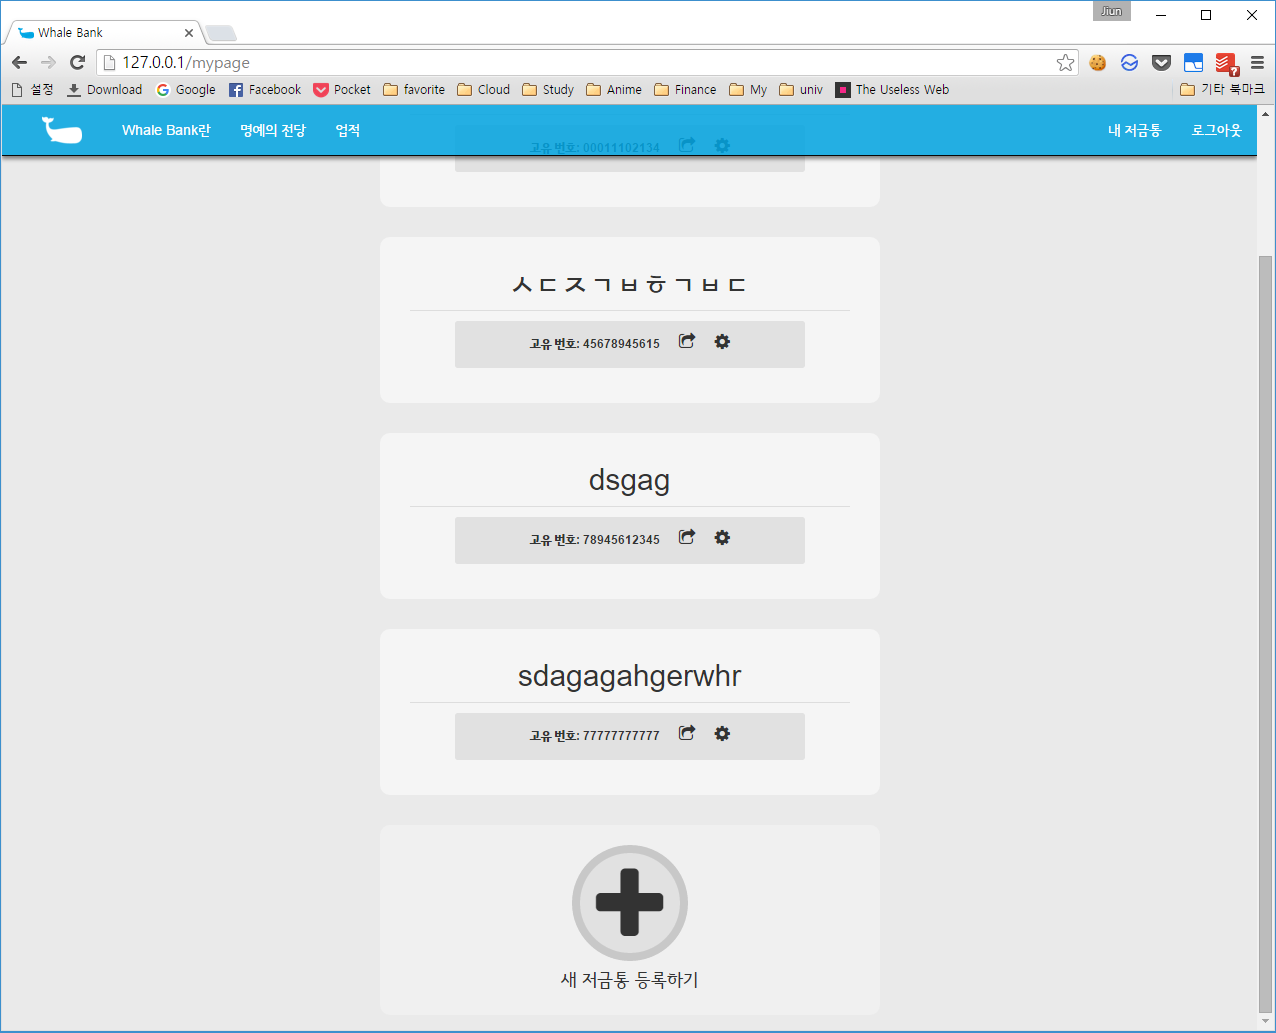 Jiun
Whale Bank
127.0.0.1/mypage
설정 Download Google Facebook Pocket favorite Cloud Study Anime Finance My univ The Useless Web 기타 북마크
Whale Bank란 명예의 전당 업적 내 저금통 로그아웃
고유 번호: 00011102134
ㅅㄷㅈㄱㅂㅎㄱㅂㄷ
고유 번호: 45678945615
dsgag
고유 번호: 78945612345
sdagagahgerwhr
고유 번호: 77777777777
새 저금통 등록하기